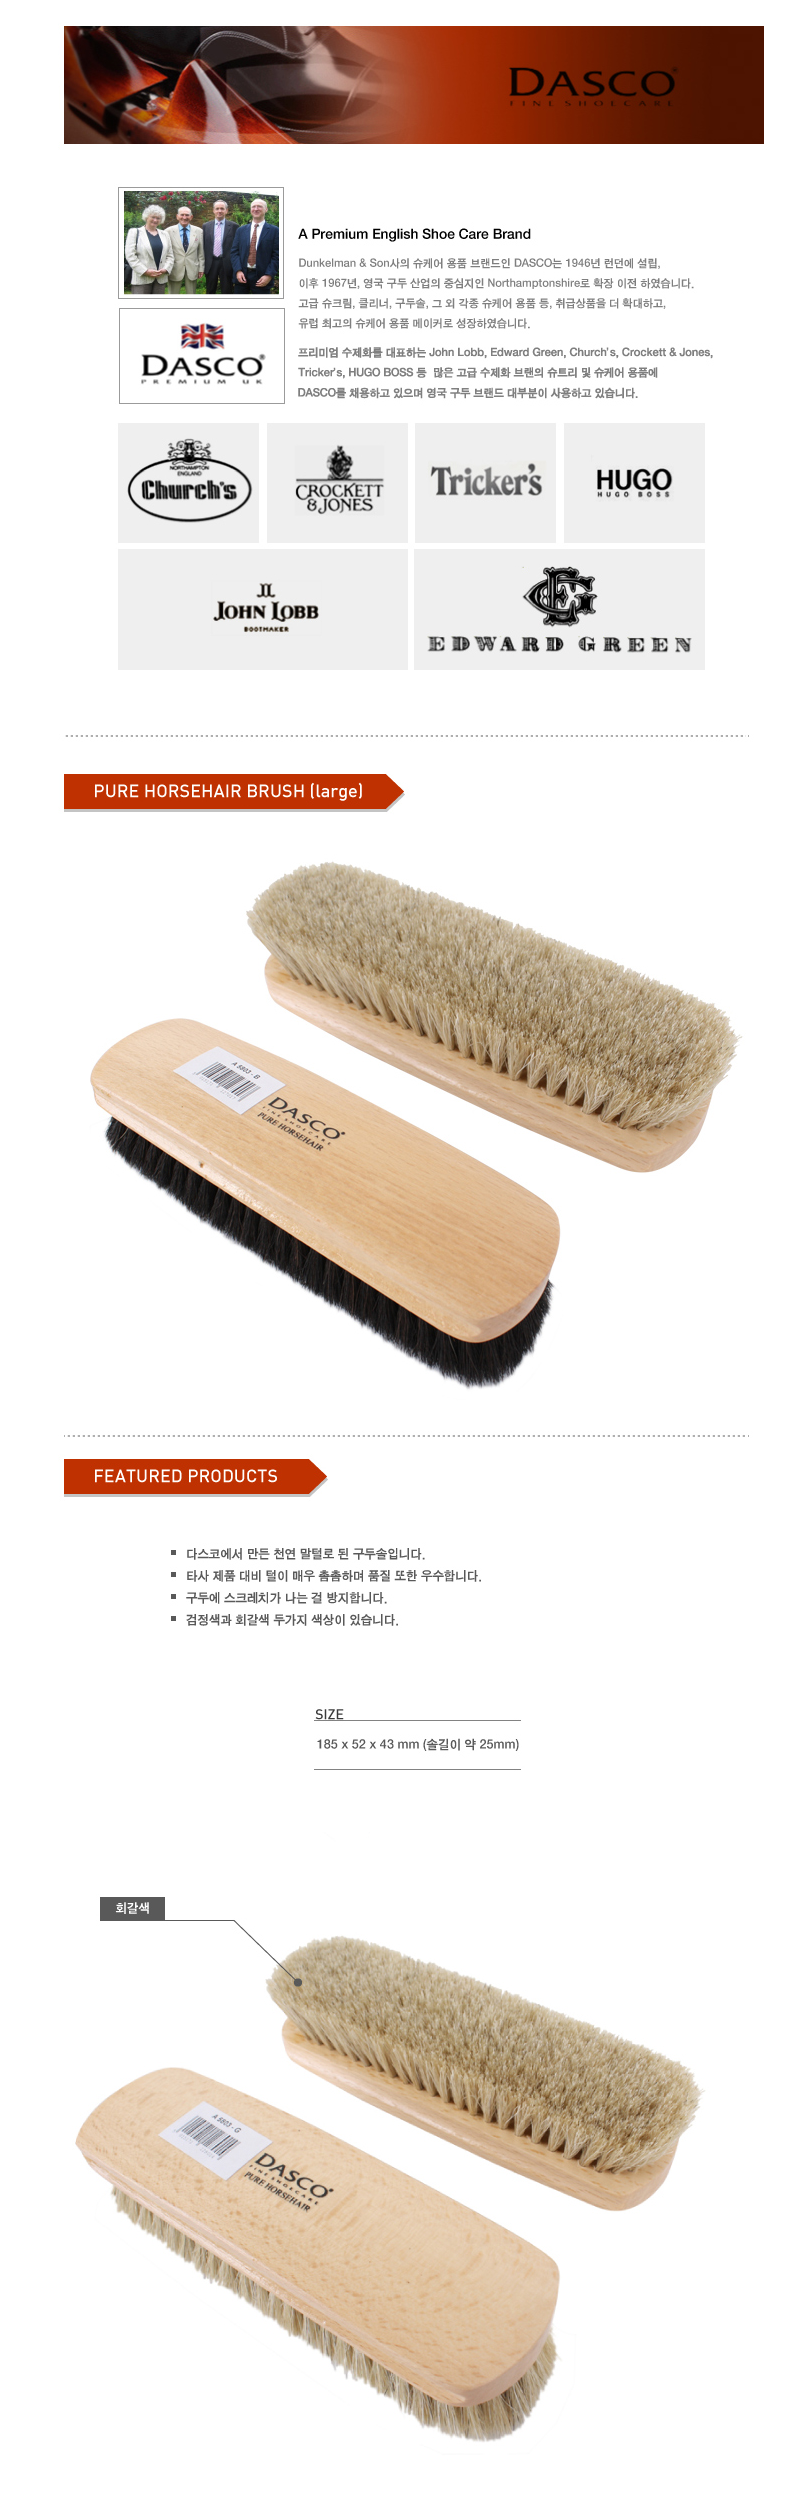 DASCO®
FINE SHOE CARE
A Premium English Shoe Care Brand
Dunkelman & Son사의 슈케어 용품 브랜드인 DASCO는 1946년 런던에 설립,
이후 1967년, 영국 구두 산업의 중심지인 Northamptonshire로 확장 이전 하였습니다.
고급 슈크림, 클리너, 구두솔, 그 외 각종 슈케어 용품 등, 취급상품을 더 확대하고,
유럽 최고의 슈케어 용품 메이커로 성장하였습니다.
DASCO®
PREMIUM UK
프리미엄 수제화를 대표하는 John Lobb, Edward Green, Church's, Crockett & Jones,
Tricker's, HUGO BOSS 등 많은 고급 수제화 브랜의 슈트리 및 슈케어 용품에
DASCO를 채용하고 있으며 영국 구두 브랜드 대부분이 사용하고 있습니다.
NORTHAMPTON
ENGLAND
Church's
CROCKETT
& JONES
Tricker's
HUGO
HUGO BOSS
JOHN LOBB
BOOTMAKER
EDWARD GREEN
PURE HORSEHAIR BRUSH (large)
A 5803 - B
DASCO®
FINE SHOECARE
PURE HORSEHAIR
FEATURED PRODUCTS
다스코에서 만든 천연 말털로 된 구두솔입니다.
타사 제품 대비 털이 매우 촘촘하며 품질 또한 우수합니다.
구두에 스크레치가 나는 걸 방지합니다.
검정색과 회갈색 두가지 색상이 있습니다.
SIZE
185 x 52 x 43 mm (솔길이 약 25mm)
회갈색
A 5803 - G
DASCO®
FINE SHOECARE
PURE HORSEHAIR